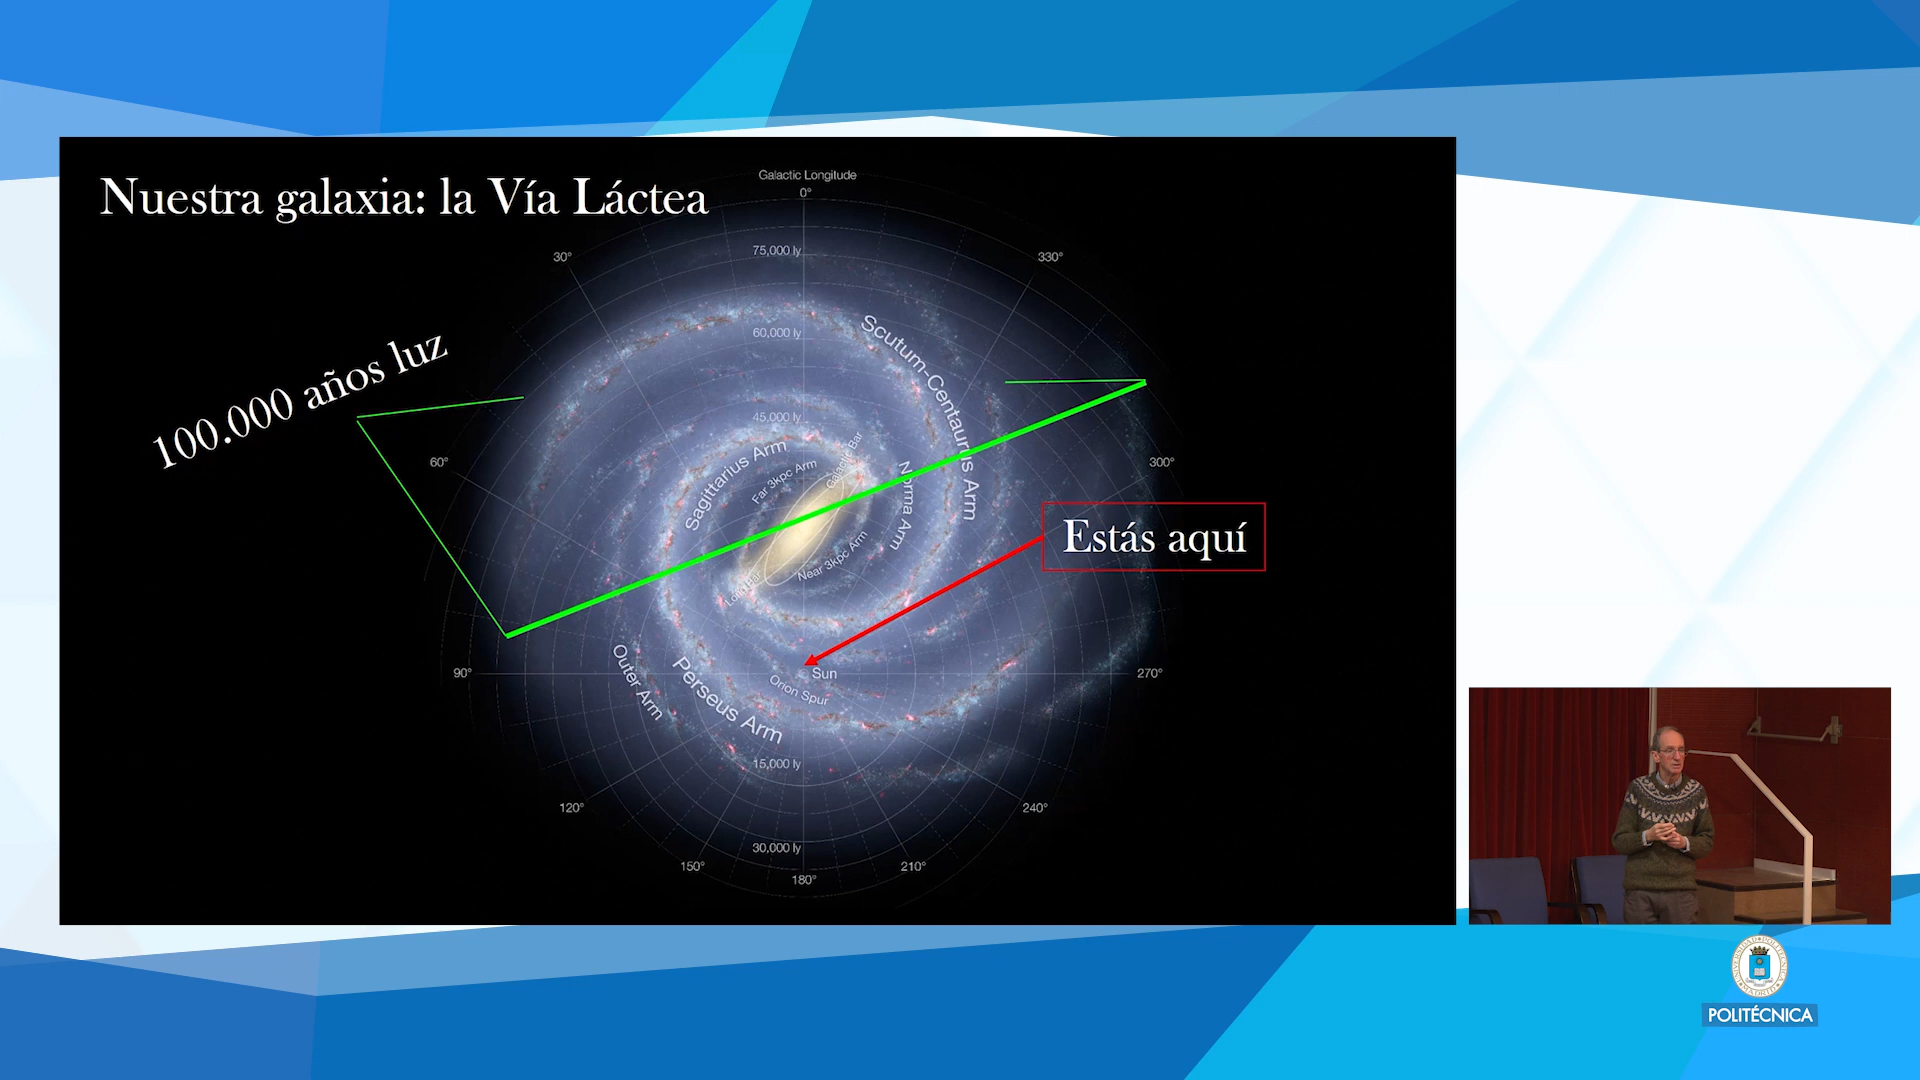 Nuestra galaxia: la Vía Láctea
Galactic Longitude
0°
30°
330°
75,000 ly
60,000 ly
45,000 ly
100.000 años luz
Scutum-Centaurus Arm
Sagittarius Arm
Far 3kpc Arm
Galactic Bar
Norma Arm
60°
300°
Estás aquí
Near 3kpc Arm
Long Bar
Sun
Orion Spur
90°
270°
Outer Arm
Perseus Arm
15,000 ly
120°
240°
30,000 ly
150°
210°
180°
POLITÉCNICA